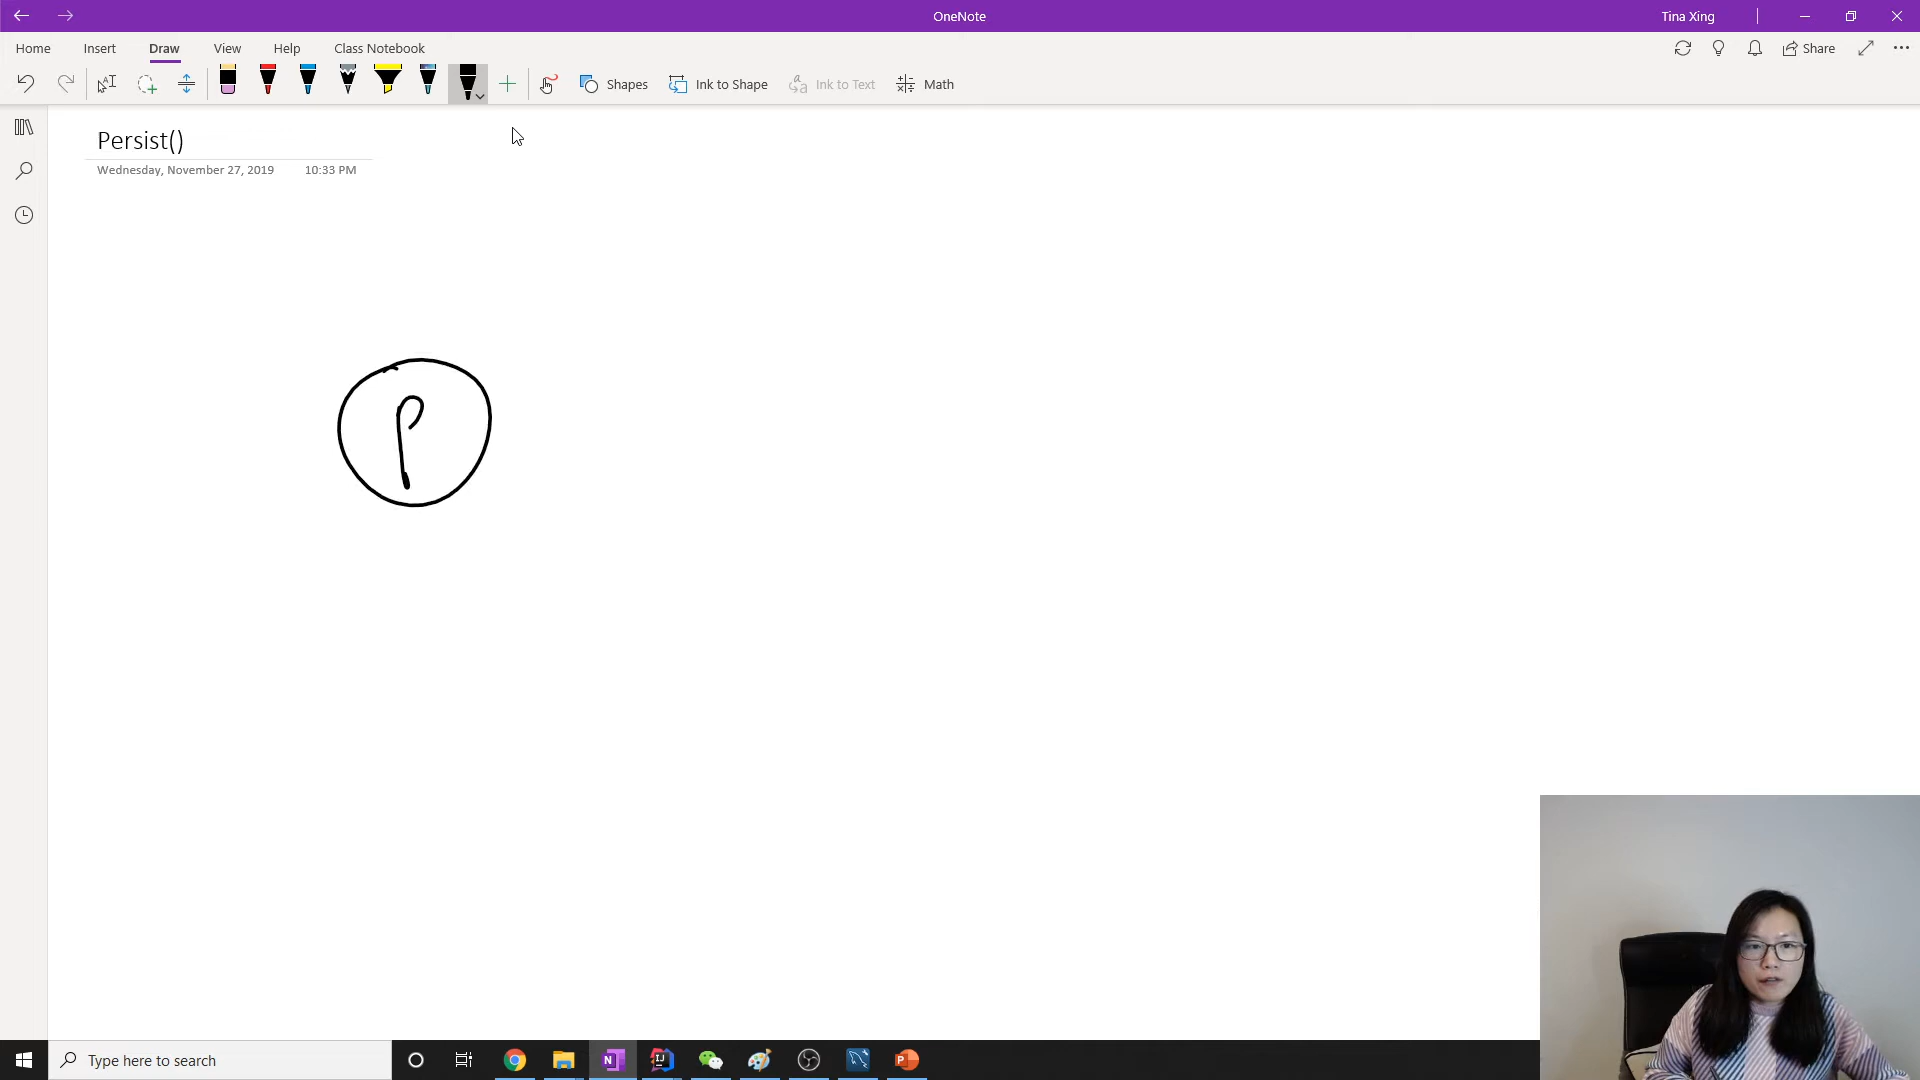 OneNote
Tina Xing
Home Insert Draw View Help Class Notebook
Share
Shapes Ink to Shape Ink to Text Math
Persist()
Wednesday, November 27, 2019 10:33 PM
P
Type here to search